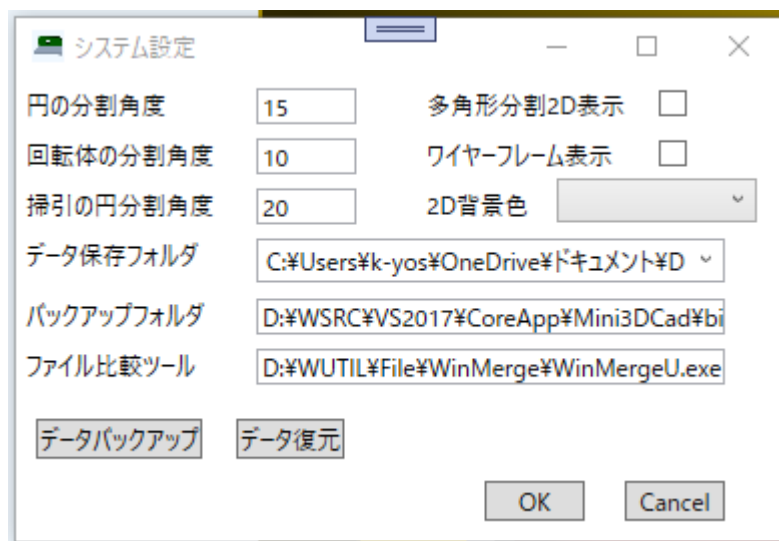 システム設定
円の分割角度 15 多角形分割2D表示
回転体の分割角度 10 ワイヤーフレーム表示
掃引の円分割角度 20 2D背景色
データ保存フォルダ C:¥Users¥k-yos¥OneDrive¥ドキュメント¥D
バックアップフォルダ D:¥WSRC¥VS2017¥CoreApp¥Mini3DCad¥bi
ファイル比較ツール D:¥WUTIL¥File¥WinMerge¥WinMergeU.exe
データバックアップ データ復元
OK Cancel